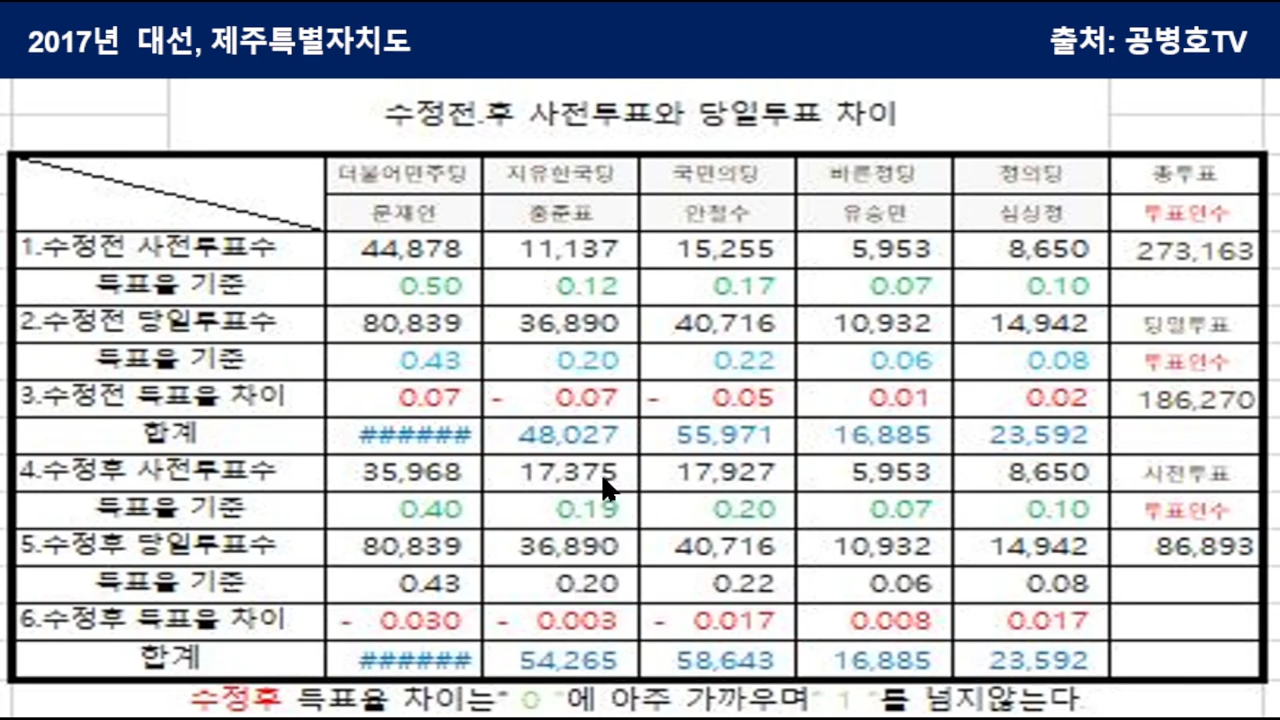 2017년 대선, 제주특별자치도 출처: 공병호TV
수정전.후 사전투표와 당일투표 차이
더불어민주당 자유한국당 국민의당 바른정당 정의당 총투표
문재인 홍준표 안철수 유승민 심상정 투표인수
1.수정전 사전투표수 44,878 11,137 15,255 5,953 8,650 273,163
득표율 기준 0.50 0.12 0.17 0.07 0.10
2.수정전 당일투표수 80,839 36,890 40,716 10,932 14,942 당일투표
득표율 기준 0.43 0.20 0.22 0.06 0.08 투표인수
3.수정전 득표율 차이 0.07 - 0.07 - 0.05 0.01 0.02 186,270
합계 ###### 48,027 55,971 16,885 23,592
4.수정후 사전투표수 35,968 17,375 17,927 5,953 8,650 사전투표
득표율 기준 0.40 0.19 0.20 0.07 0.10 투표인수
5.수정후 당일투표수 80,839 36,890 40,716 10,932 14,942 86,893
득표율 기준 0.43 0.20 0.22 0.06 0.08
6.수정후 득표율 차이 - 0.030 - 0.003 - 0.017 0.008 0.017
합계 ###### 54,265 58,643 16,885 23,592
수정후 득표율 차이는" 0 "에 아주 가까우며" 1 "를 넘지않는다.